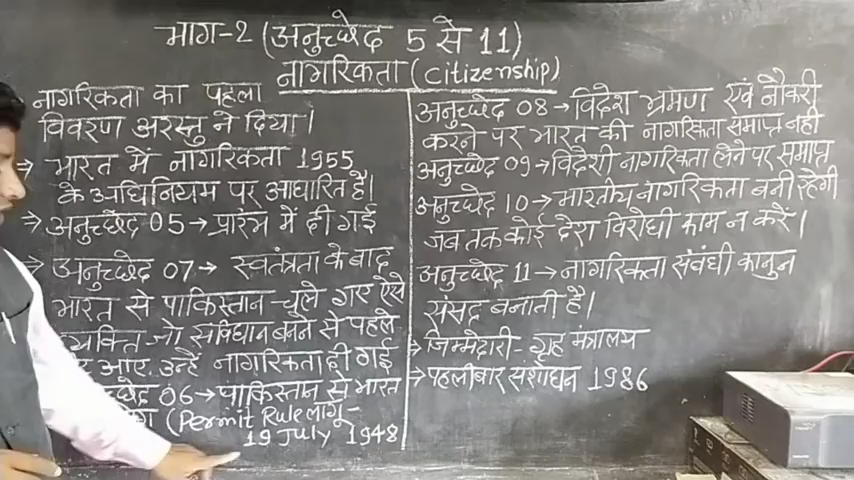 भाग-2 (अनुच्छेद 5 से 11)
नागरिकता (Citizenship)
नागरिकता का पहला
विवरण अरस्तु ने दिया।
→ भारत में नागरिकता 1955
के अधिनियम पर आधारित है।
→ अनुच्छेद 05 → प्रारंभ में दी गई
→ अनुच्छेद 07 → स्वतंत्रता के बाद
भारत से पाकिस्तान चले गए ऐसे
व्यक्ति जो संविधान बनने से पहले
आए उन्हें नागरिकता दी गई
06 → पाकिस्तान से भारत
(Permit Rule लागू -
19 July 1948
अनुच्छेद 08 → विदेश भ्रमण एवं नौकरी
करने पर भारत की नागरिकता समाप्त नहीं
अनुच्छेद 09 → विदेशी नागरिकता लेने पर समाप्त
अनुच्छेद 10 → भारतीय नागरिकता बनी रहेगी
जब तक कोई देश विरोधी काम न करें।
अनुच्छेद 11 → नागरिकता संबंधी कानुन
संसद बनाती है।
→ जिम्मेदारी - गृह मंत्रालय
→ पहलीबार संशोधन 1986